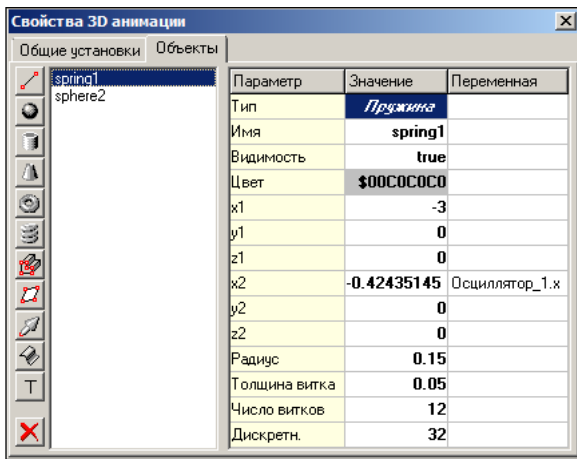 Свойства 3D анимации
Общие установки Объекты
spring1
sphere2
T
Параметр Значение Переменная
Тип Пружина
Имя spring1
Видимость true
Цвет $00C0C0C0
x1 -3
y1 0
z1 0
x2 -0.42435145 Осциллятор_1.x
y2 0
z2 0
Радиус 0.15
Толщина витка 0.05
Число витков 12
Дискретн. 32